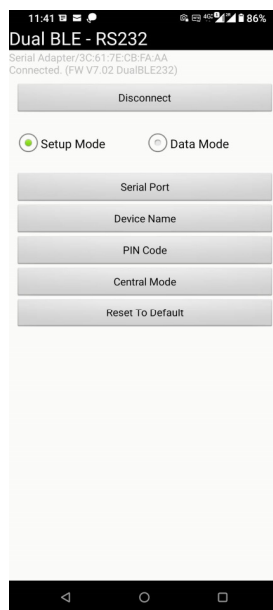 11:41 4G 86%
Dual BLE - RS232
Serial Adapter/3C:61:7E:CB:FA:AA
Connected. (FW V7.02 DualBLE232)
Disconnect
Setup Mode Data Mode
Serial Port
Device Name
PIN Code
Central Mode
Reset To Default